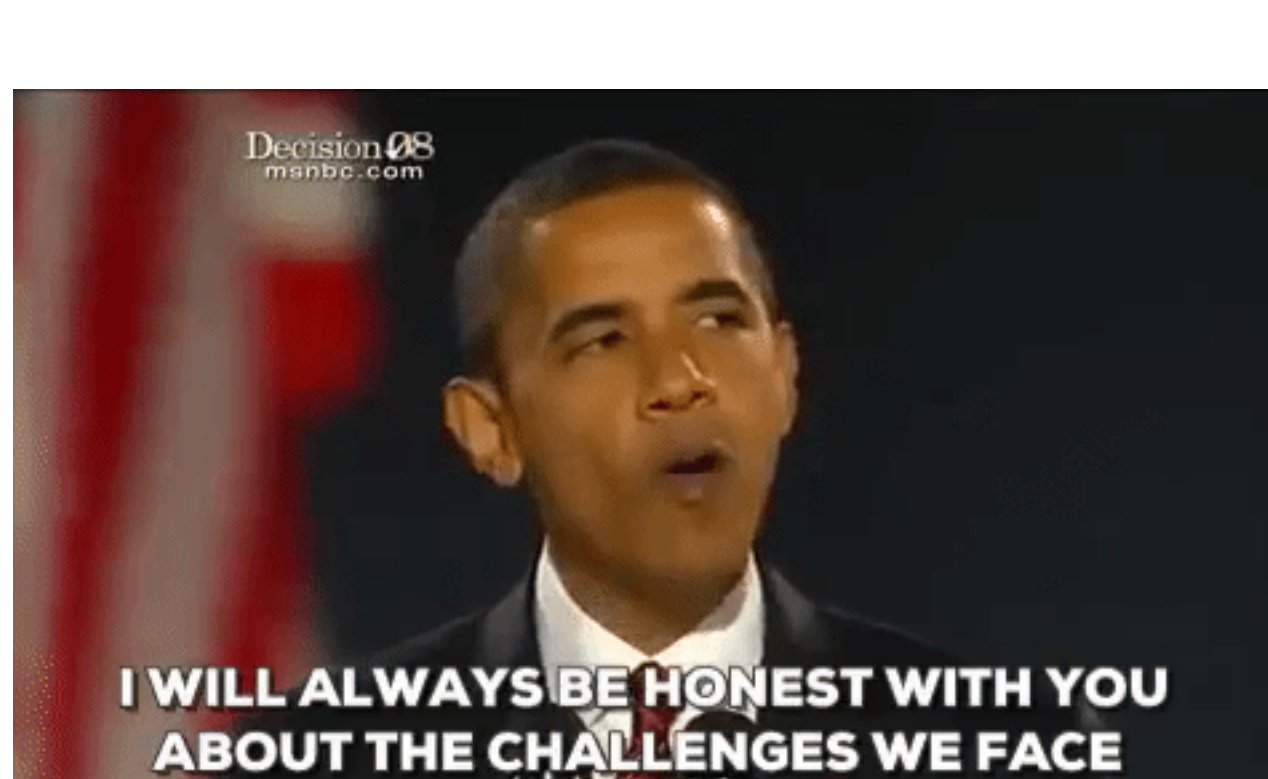 Decision 08
msnbc.com
I WILL ALWAYS BE HONEST WITH YOU
ABOUT THE CHALLENGES WE FACE